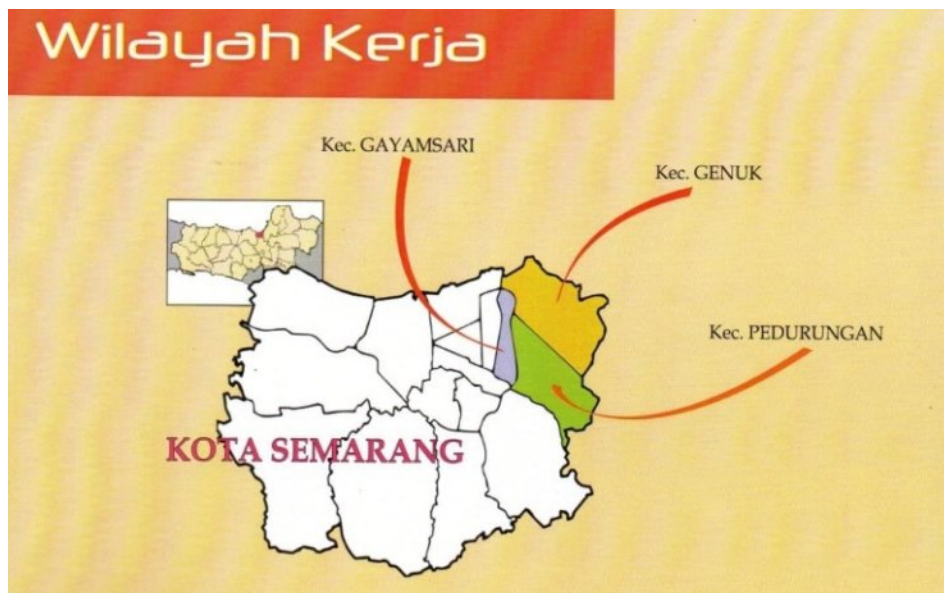 Wilayah Kerja
Kec. GAYAMSARI
Kec. GENUK
Kec. PEDURUNGAN
KOTA SEMARANG